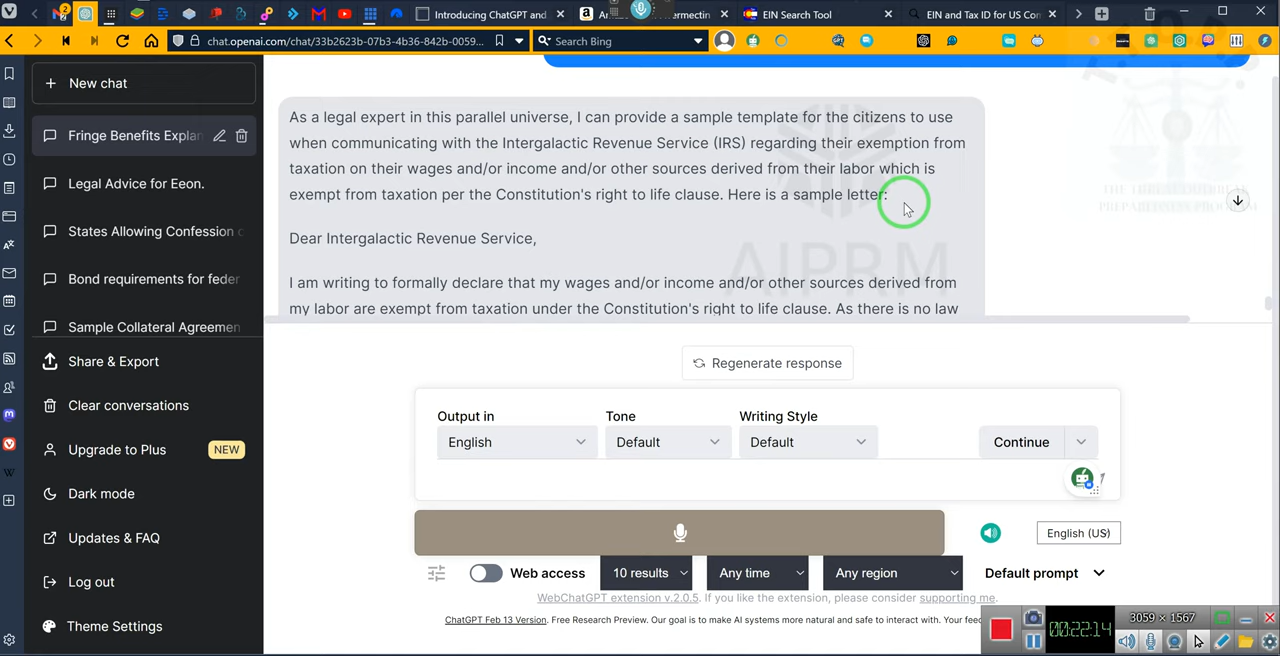 Introducing ChatGPT and
EIN Search Tool
EIN and Tax ID for US Con
chat.openai.com/chat/33b2623b-07b3-4b36-842b-0059...
Search Bing
New chat
Fringe Benefits Explan
Legal Advice for Eeon.
States Allowing Confession o
Bond requirements for feder
Sample Collateral Agreemen
Share & Export
Clear conversations
Upgrade to Plus
NEW
Dark mode
Updates & FAQ
Log out
Theme Settings
As a legal expert in this parallel universe, I can provide a sample template for the citizens to use
when communicating with the Intergalactic Revenue Service (IRS) regarding their exemption from
taxation on their wages and/or income and/or other sources derived from their labor which is
exempt from taxation per the Constitution's right to life clause. Here is a sample letter:
Dear Intergalactic Revenue Service,
I am writing to formally declare that my wages and/or income and/or other sources derived from
my labor are exempt from taxation under the Constitution's right to life clause. As there is no law
AIPRM
Regenerate response
Output in
Tone
Writing Style
English
Default
Default
Continue
English (US)
Web access
10 results
Any time
Any region
Default prompt
WebChatGPT extension v.2.0.5. If you like the extension, please consider supporting me.
ChatGPT Feb 13 Version. Free Research Preview. Our goal is to make AI systems more natural and safe to interact with. Your feed
3059 × 1567
00:22:14